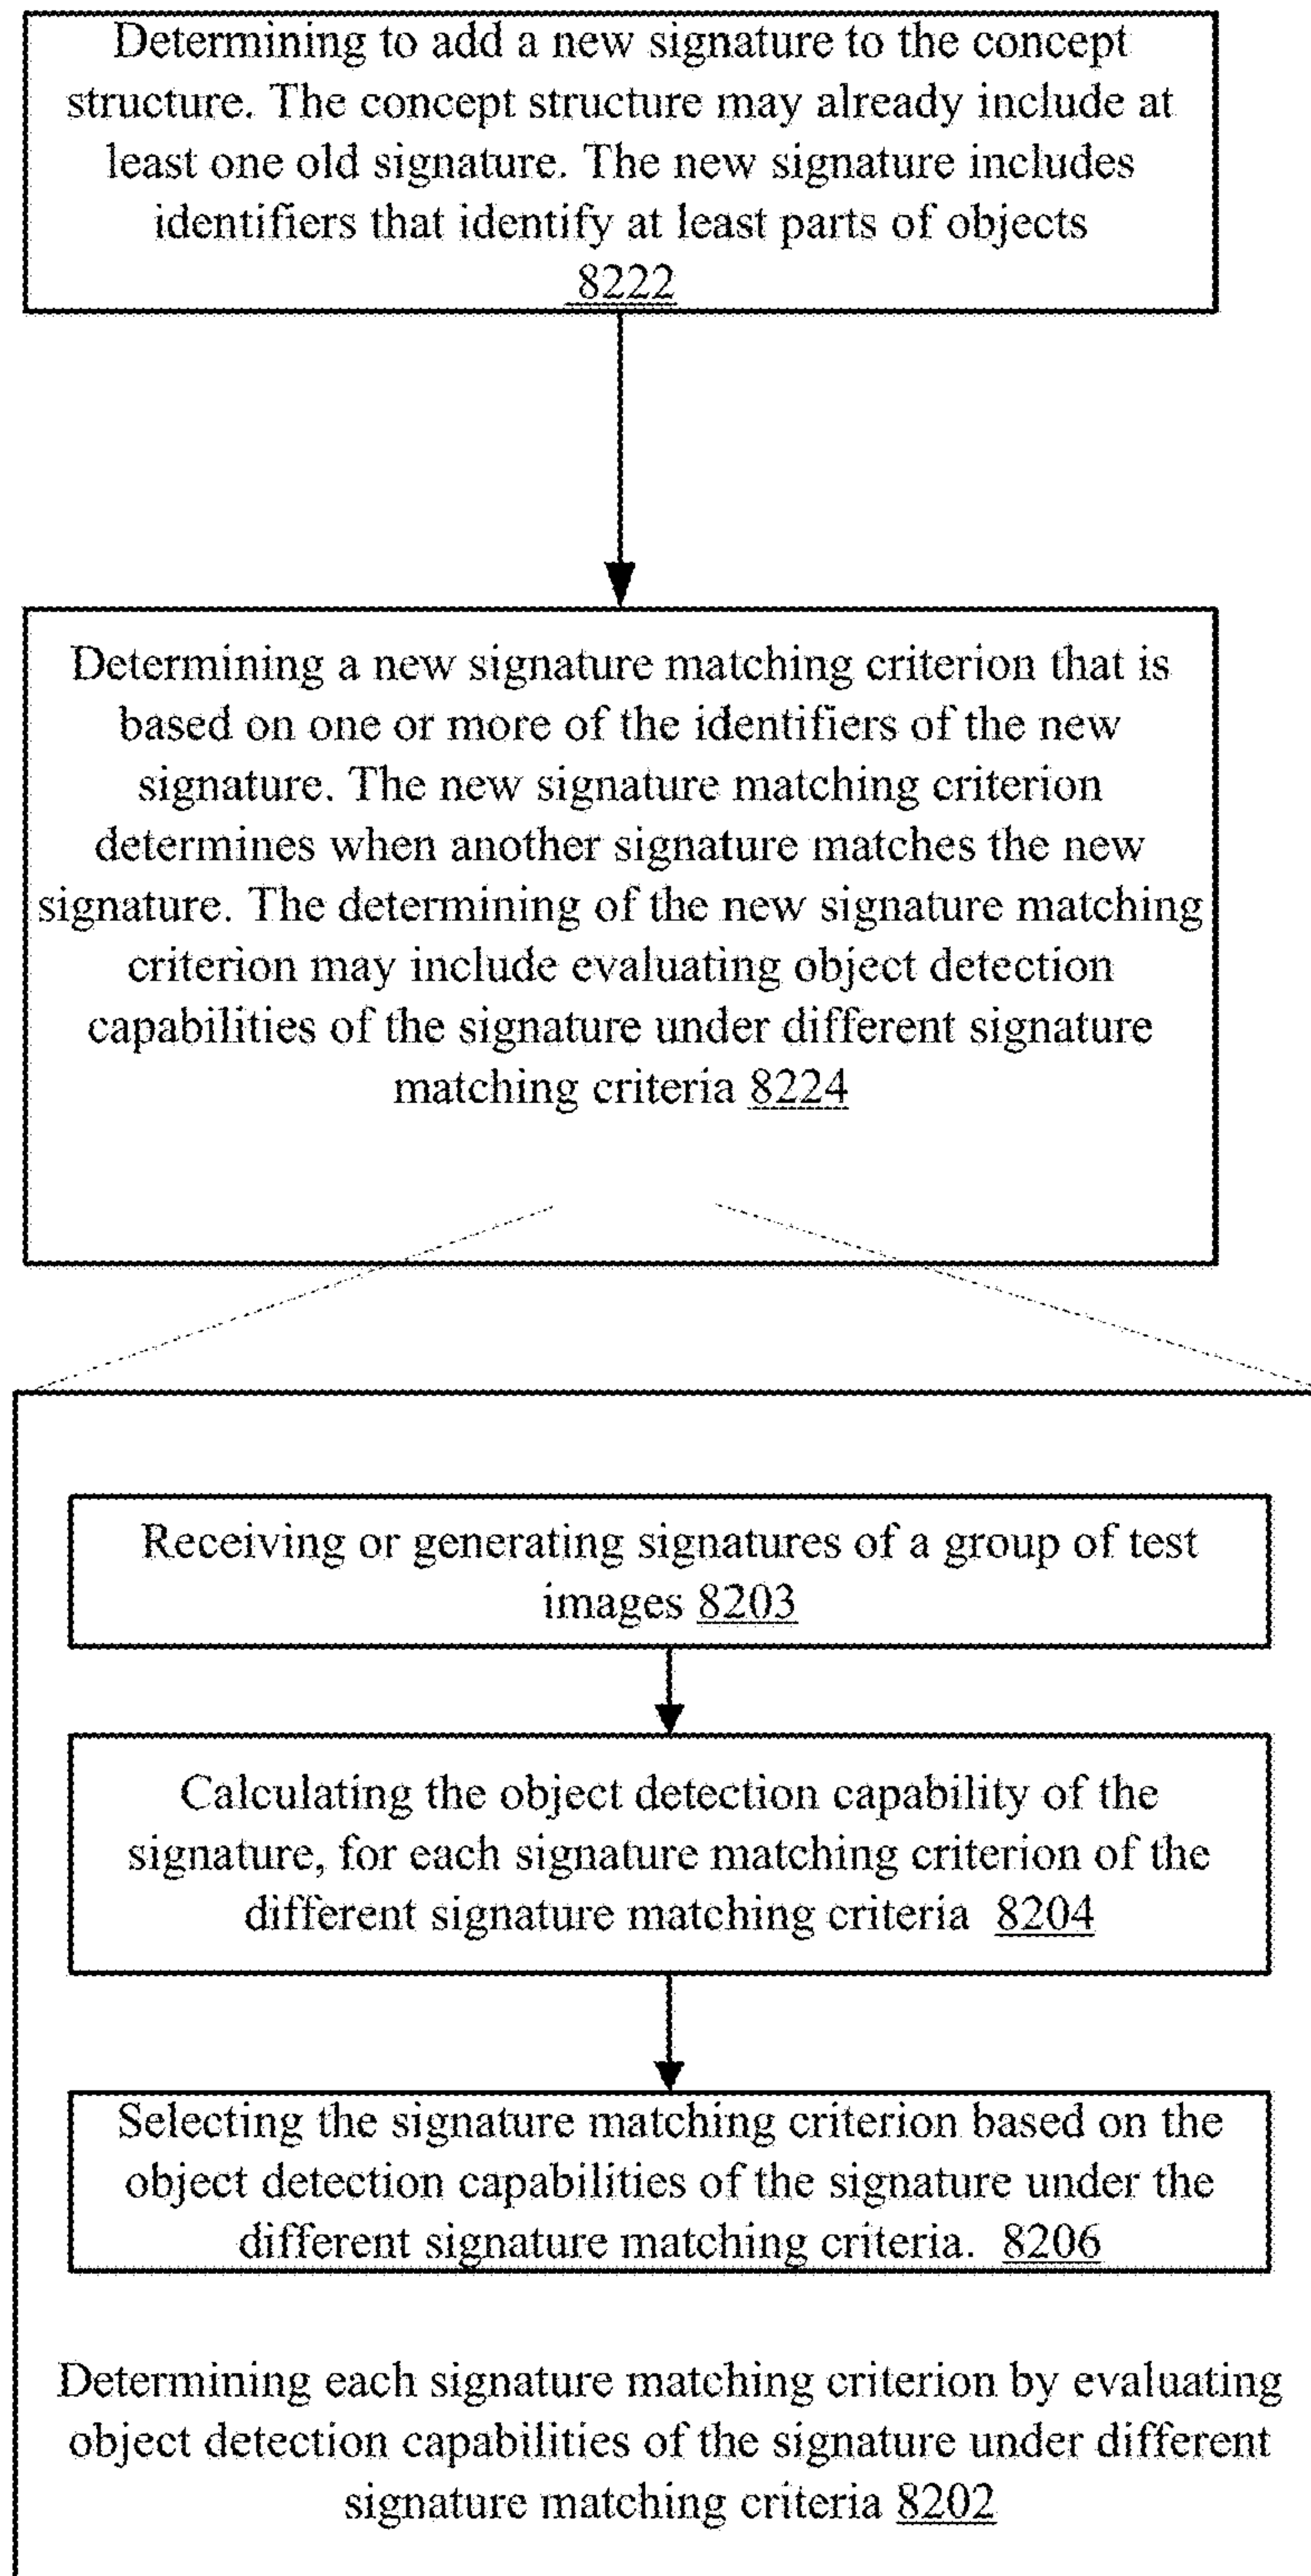 Determining to add a new signature to the concept
structure. The concept structure may already include at
least one old signature. The new signature includes
identifiers that identify at least parts of objects
8222
Determining a new signature matching criterion that is
based on one or more of the identifiers of the new
signature. The new signature matching criterion
determines when another signature matches the new
signature. The determining of the new signature matching
criterion may include evaluating object detection
capabilities of the signature under different signature
matching criteria 8224
Receiving or generating signatures of a group of test
images 8203
Calculating the object detection capability of the
signature, for each signature matching criterion of the
different signature matching criteria 8204
Selecting the signature matching criterion based on the
object detection capabilities of the signature under the
different signature matching criteria. 8206
Determining each signature matching criterion by evaluating
object detection capabilities of the signature under different
signature matching criteria 8202